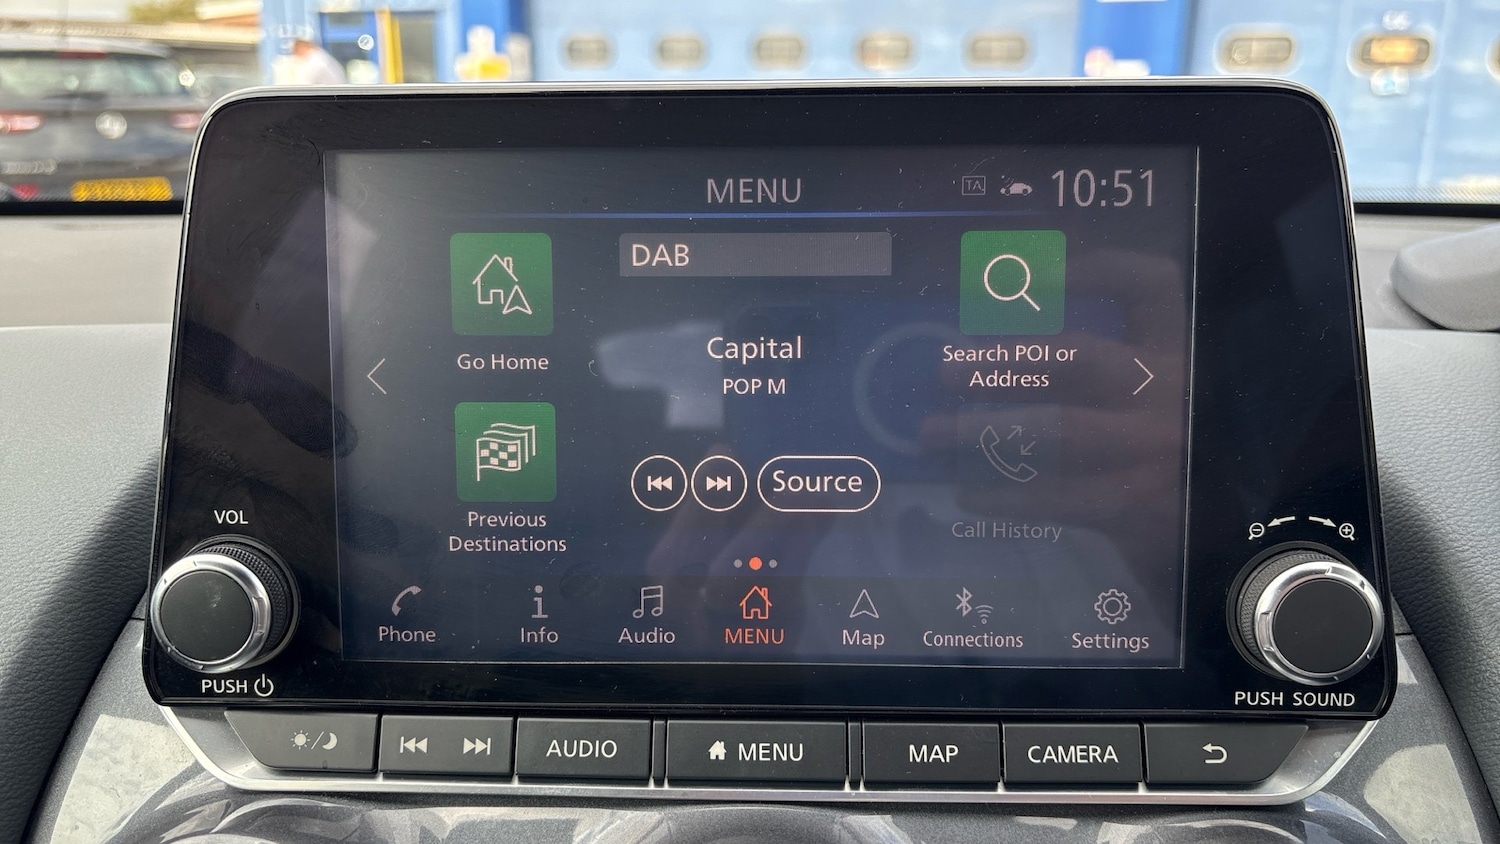 MENU
TA
10:51
DAB
Go Home
Capital
POP M
Search POI or
Address
Previous
Destinations
Source
Call History
Phone
Info
Audio
MENU
Map
Connections
Settings
VOL
PUSH
PUSH SOUND
AUDIO
MENU
MAP
CAMERA